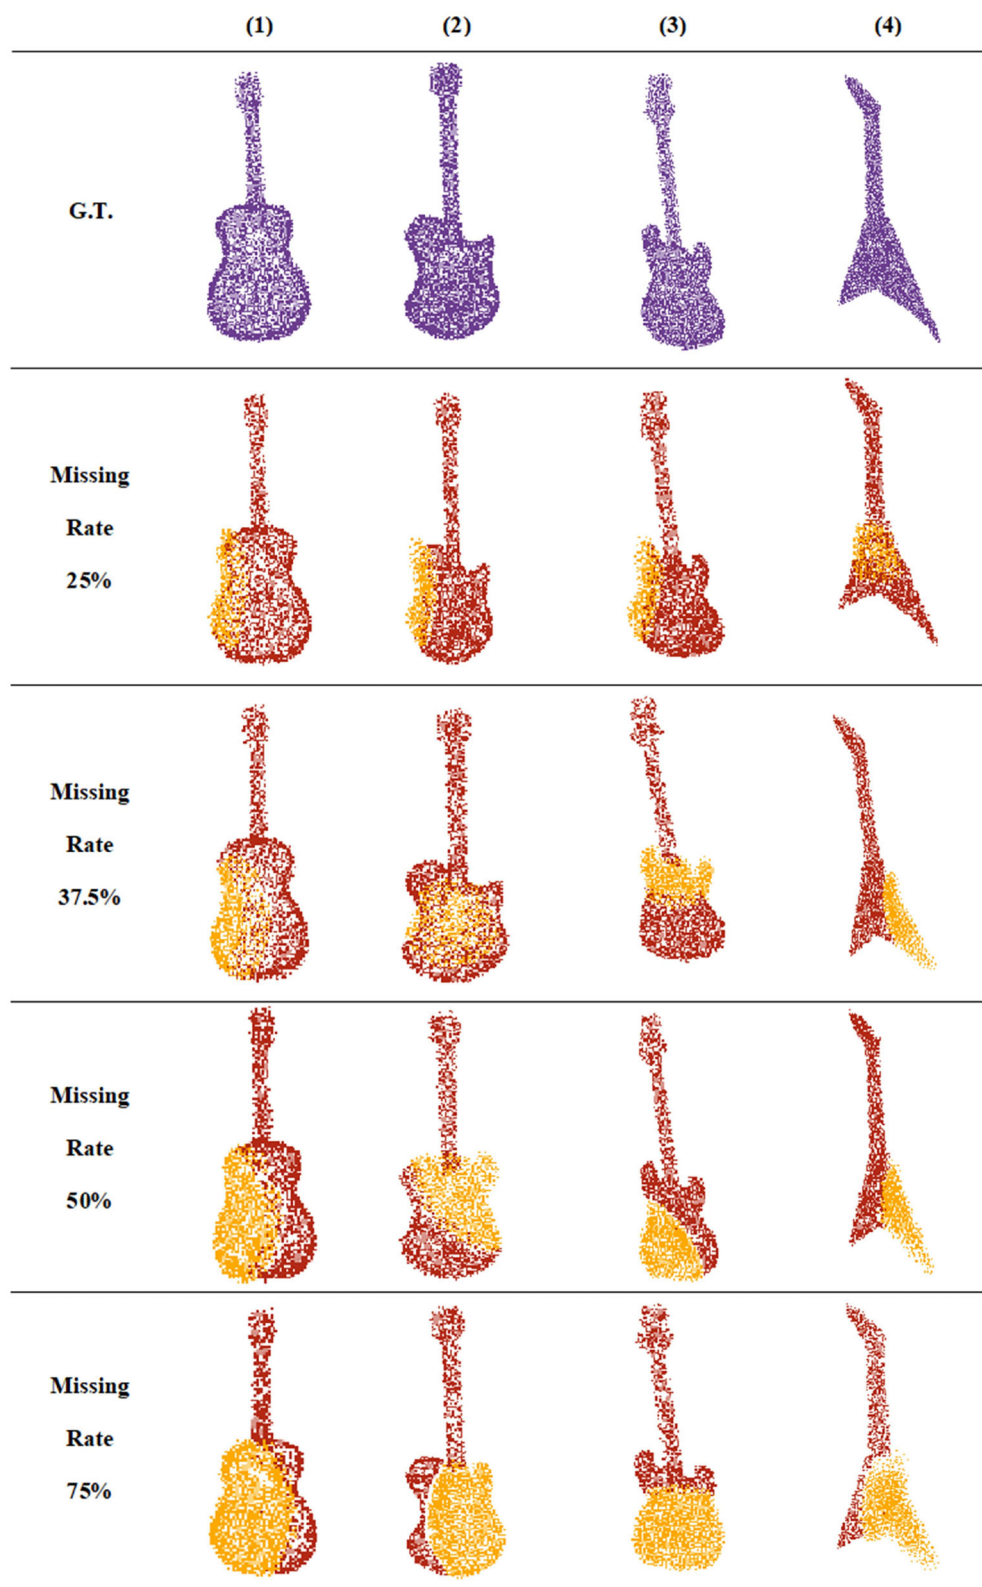 (1) (2) (3) (4)
G.T.
Missing
Rate
25%
Missing
Rate
37.5%
Missing
Rate
50%
Missing
Rate
75%